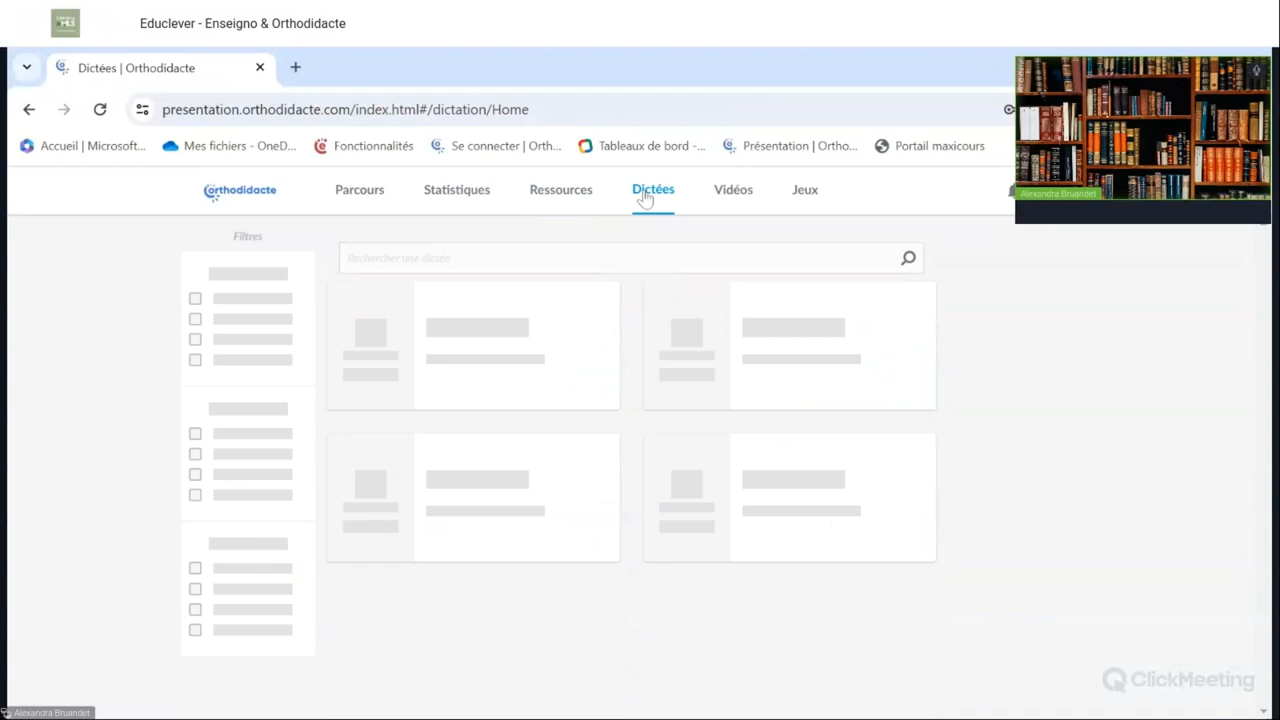 Educlever - Enseigno & Orthodidacte
Dictées | Orthodidacte
presentation.orthodidacte.com/index.html#/dictation/Home
Accueil | Microsoft... Mes fichiers - OneD... Fonctionnalités Se connecter | Orth... Tableaux de bord -... Présentation | Ortho... Portail maxicours
orthodidacte Parcours Statistiques Ressources Dictées Vidéos Jeux
Alexandra Bruandet
Filtres
Rechercher une dictée
ClickMeeting
Alexandra Bruandet